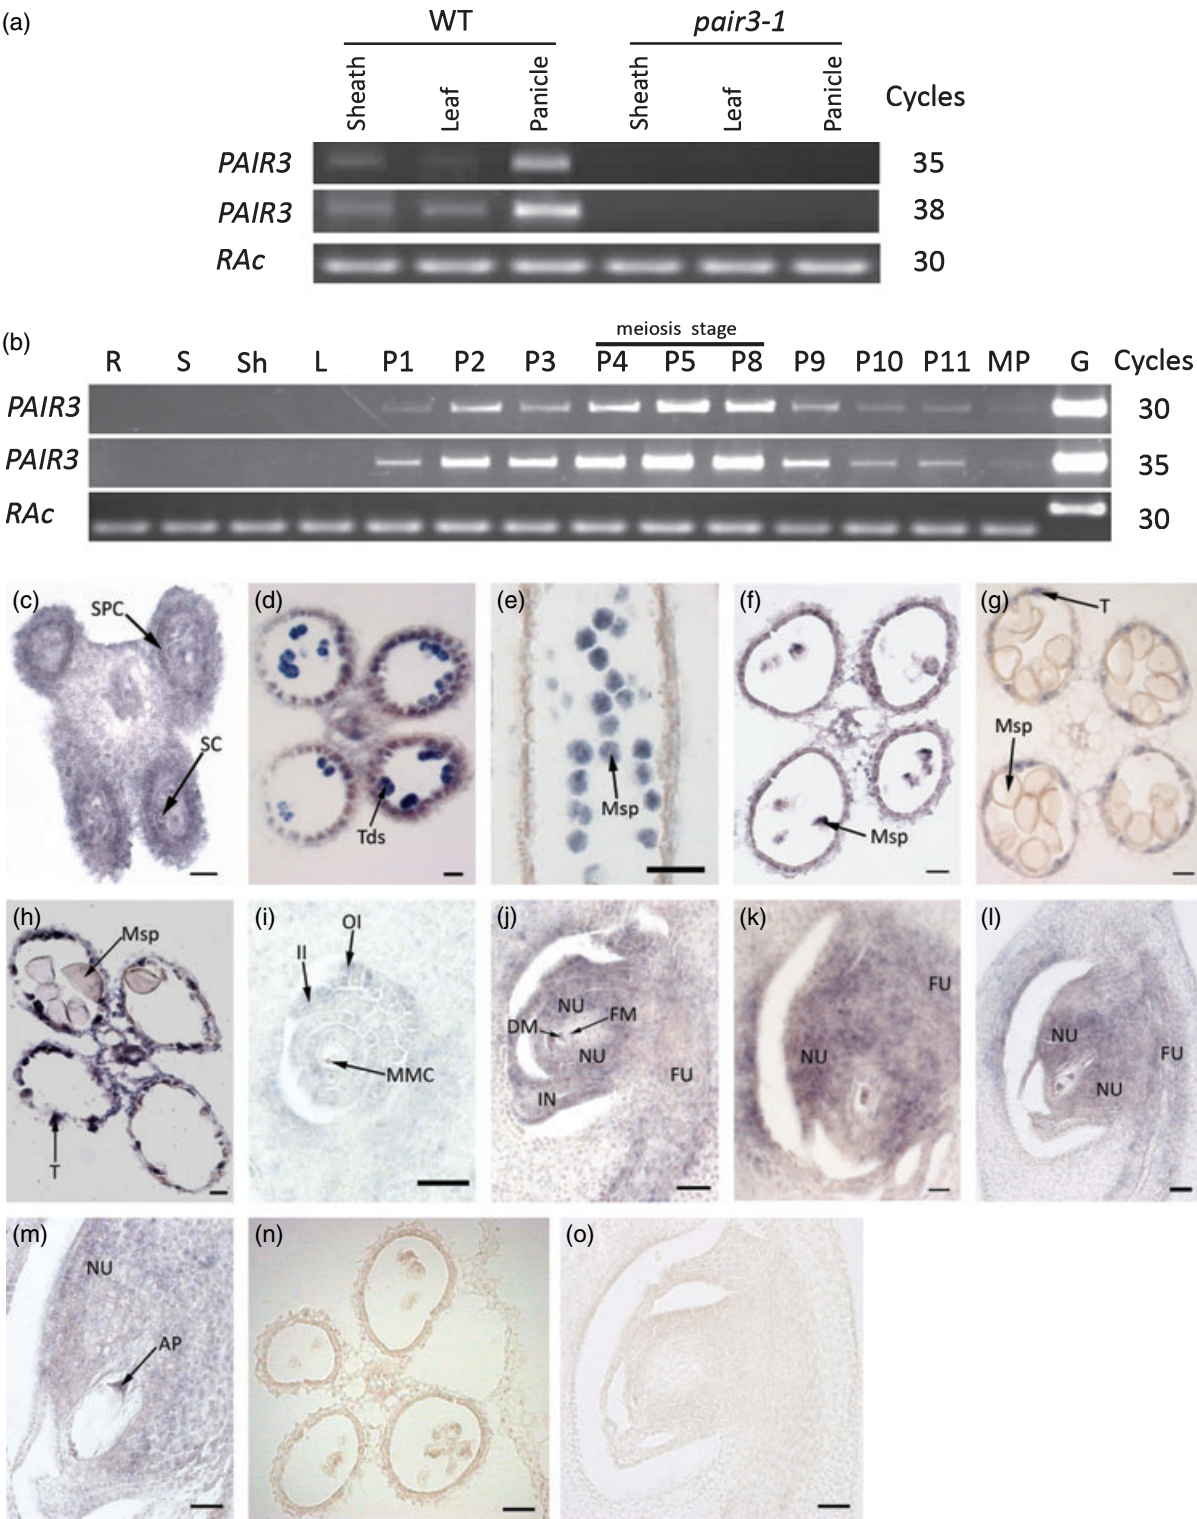 (a)
WT pair3-1
Sheath Leaf Panicle Sheath Leaf Panicle Cycles
PAIR3 35
PAIR3 38
RAc 30
(b)
meiosis stage
R S Sh L P1 P2 P3 P4 P5 P8 P9 P10 P11 MP G Cycles
PAIR3 30
PAIR3 35
RAc 30
(c) SPC SC
(d) Tds
(e) Msp
(f) Msp
(g) T Msp
(h) Msp T
(i) OI II MMC
(j) NU DM FM NU FU IN
(k) FU NU
(l) NU FU NU
(m) NU AP
(n)
(o)